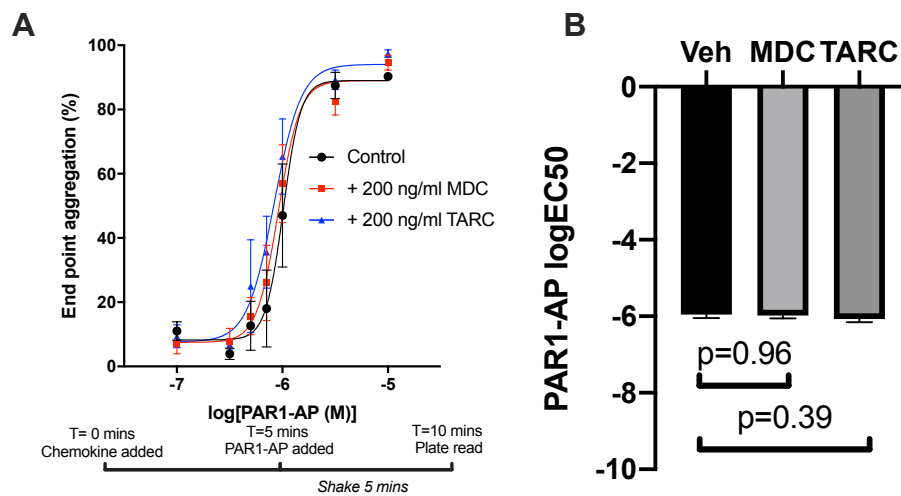 A
End point aggregation (%)
100
80
60
40
20
0
-7
-6
-5
log[PAR1-AP (M)]
Control
+ 200 ng/ml MDC
+ 200 ng/ml TARC
T= 0 mins
Chemokine added
T=5 mins
PAR1-AP added
T=10 mins
Plate read
Shake 5 mins
B
Veh MDC TARC
PAR1-AP logEC50
0
-2
-4
-6
-8
-10
p=0.96
p=0.39